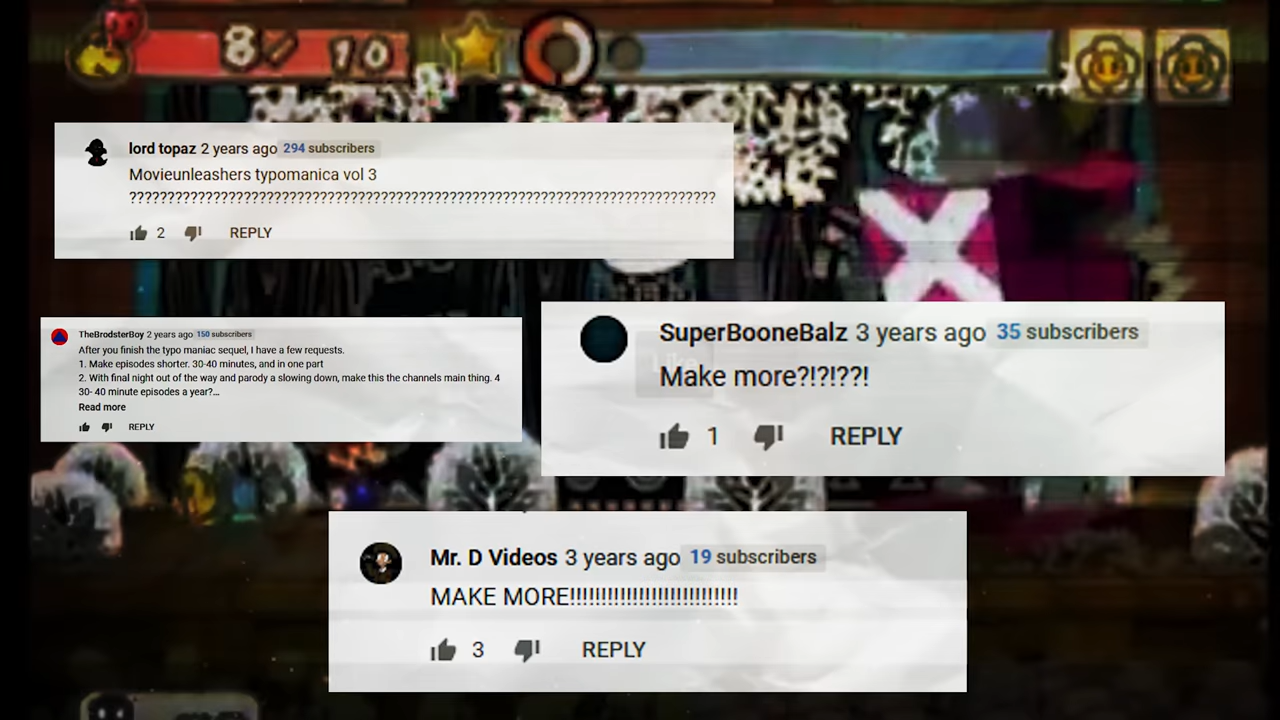 8/10
lord topaz 2 years ago 294 subscribers
Movieunleashers typomanica vol 3
???????????????????????????????????????????????????????????????????????????????
2 REPLY
TheBrodsterBoy 2 years ago 150 subscribers
After you finish the typo maniac sequel, I have a few requests.
1. Make episodes shorter. 30-40 minutes, and in one part
2. With final night out of the way and parody a slowing down, make this the channels main thing. 4
30- 40 minute episodes a year?...
Read more
REPLY
SuperBooneBalz 3 years ago 35 subscribers
Like
Make more?!?!??!
1 REPLY
Mr. D Videos 3 years ago 19 subscribers
MAKE MORE!!!!!!!!!!!!!!!!!!!!!!!!!!!
3 REPLY